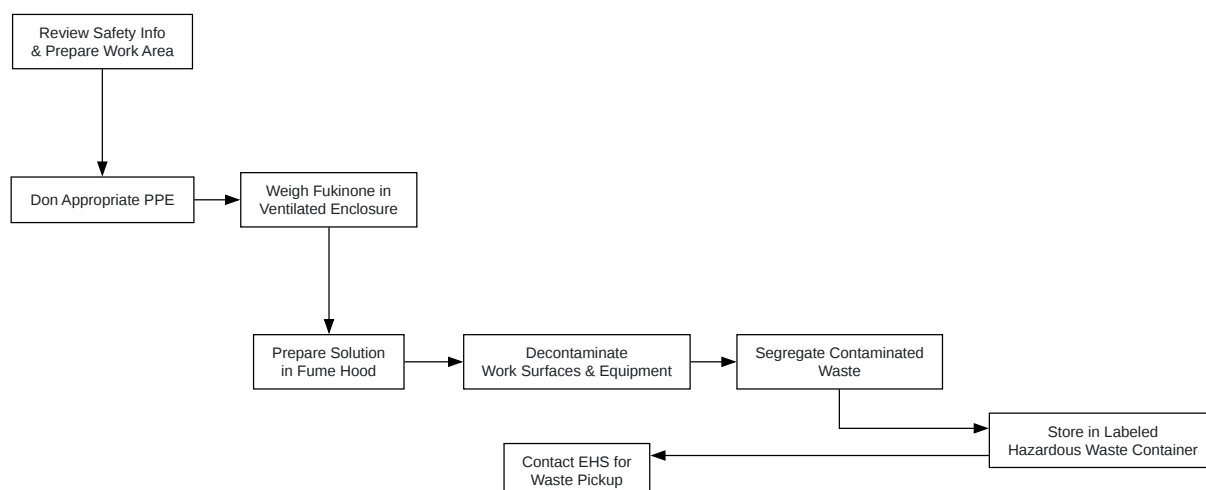 Review Safety Info
& Prepare Work Area
Don Appropriate PPE
Weigh Fukinone in
Ventilated Enclosure
Prepare Solution
in Fume Hood
Decontaminate
Work Surfaces & Equipment
Segregate Contaminated
Waste
Store in Labeled
Hazardous Waste Container
Contact EHS for
Waste Pickup